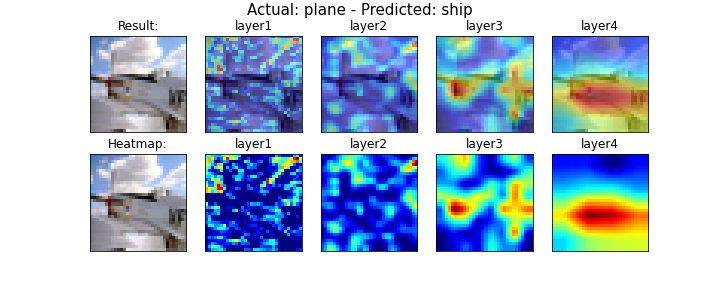 Actual: plane - Predicted: ship
Result: layer1 layer2 layer3 layer4
Heatmap: layer1 layer2 layer3 layer4